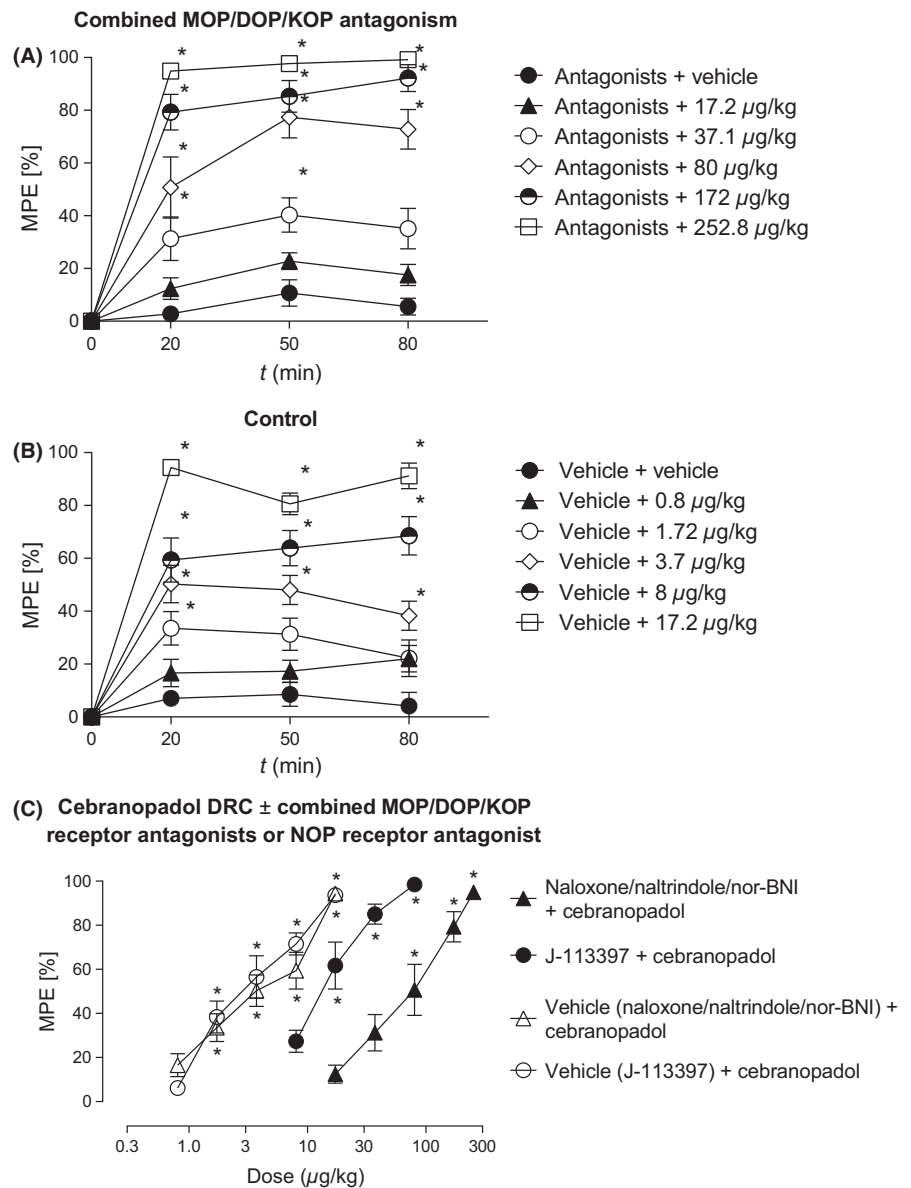 Combined MOP/DOP/KOP antagonism
(A)
100
80
60
40
20
0
MPE [%]
* * * * * * * * * *
0 20 50 80
t (min)
Antagonists + vehicle
Antagonists + 17.2 µg/kg
Antagonists + 37.1 µg/kg
Antagonists + 80 µg/kg
Antagonists + 172 µg/kg
Antagonists + 252.8 µg/kg
Control
(B)
100
80
60
40
20
0
MPE [%]
* * * * * * * * * *
0 20 50 80
t (min)
Vehicle + vehicle
Vehicle + 0.8 µg/kg
Vehicle + 1.72 µg/kg
Vehicle + 3.7 µg/kg
Vehicle + 8 µg/kg
Vehicle + 17.2 µg/kg
(C) Cebranopadol DRC ± combined MOP/DOP/KOP
receptor antagonists or NOP receptor antagonist
100
80
60
40
20
0
MPE [%]
* * * * * * * * * * * * * *
0.3 1.0 3 10 30 100 300
Dose (µg/kg)
Naloxone/naltrindole/nor-BNI
+ cebranopadol
J-113397 + cebranopadol
Vehicle (naloxone/naltrindole/nor-BNI) +
cebranopadol
Vehicle (J-113397) + cebranopadol